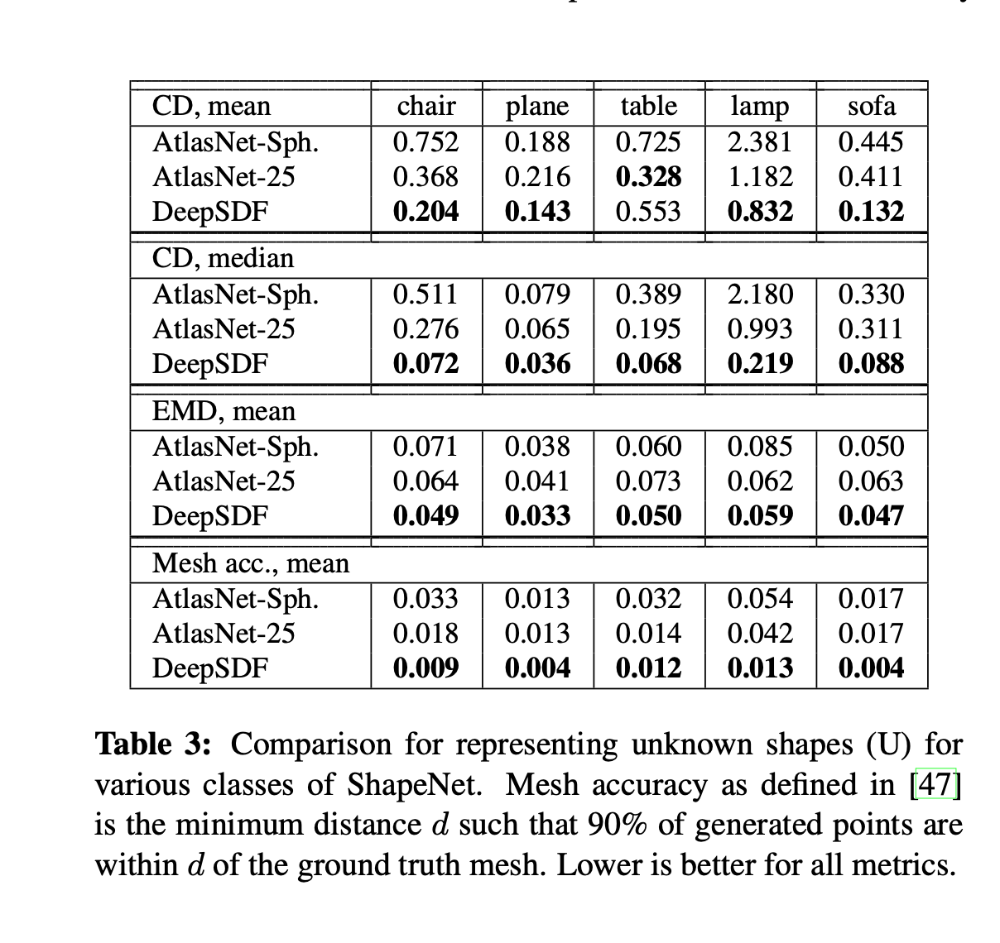 CD, mean chair plane table lamp sofa
AtlasNet-Sph. 0.752 0.188 0.725 2.381 0.445
AtlasNet-25 0.368 0.216 0.328 1.182 0.411
DeepSDF 0.204 0.143 0.553 0.832 0.132
CD, median
AtlasNet-Sph. 0.511 0.079 0.389 2.180 0.330
AtlasNet-25 0.276 0.065 0.195 0.993 0.311
DeepSDF 0.072 0.036 0.068 0.219 0.088
EMD, mean
AtlasNet-Sph. 0.071 0.038 0.060 0.085 0.050
AtlasNet-25 0.064 0.041 0.073 0.062 0.063
DeepSDF 0.049 0.033 0.050 0.059 0.047
Mesh acc., mean
AtlasNet-Sph. 0.033 0.013 0.032 0.054 0.017
AtlasNet-25 0.018 0.013 0.014 0.042 0.017
DeepSDF 0.009 0.004 0.012 0.013 0.004
Table 3: Comparison for representing unknown shapes (U) for
various classes of ShapeNet. Mesh accuracy as defined in [47]
is the minimum distance d such that 90% of generated points are
within d of the ground truth mesh. Lower is better for all metrics.